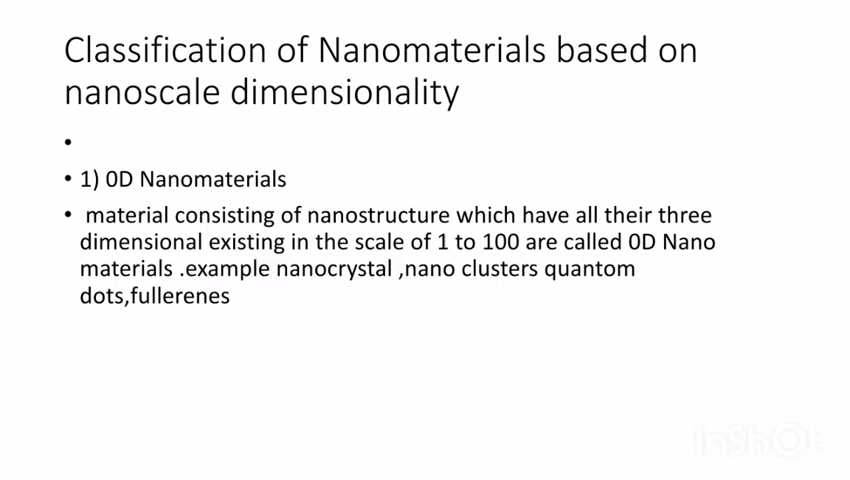 Classification of Nanomaterials based on
nanoscale dimensionality
•
• 1) 0D Nanomaterials
• material consisting of nanostructure which have all their three
dimensional existing in the scale of 1 to 100 are called 0D Nano
materials .example nanocrystal ,nano clusters quantom
dots,fullerenes
InShOt